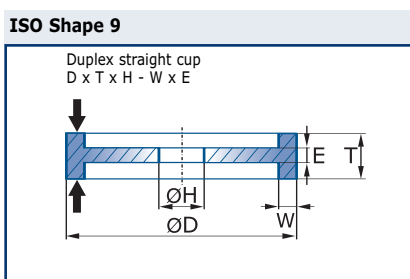 ISO Shape 9
Duplex straight cup
D x T x H - W x E
E
T
ØH
W
ØD